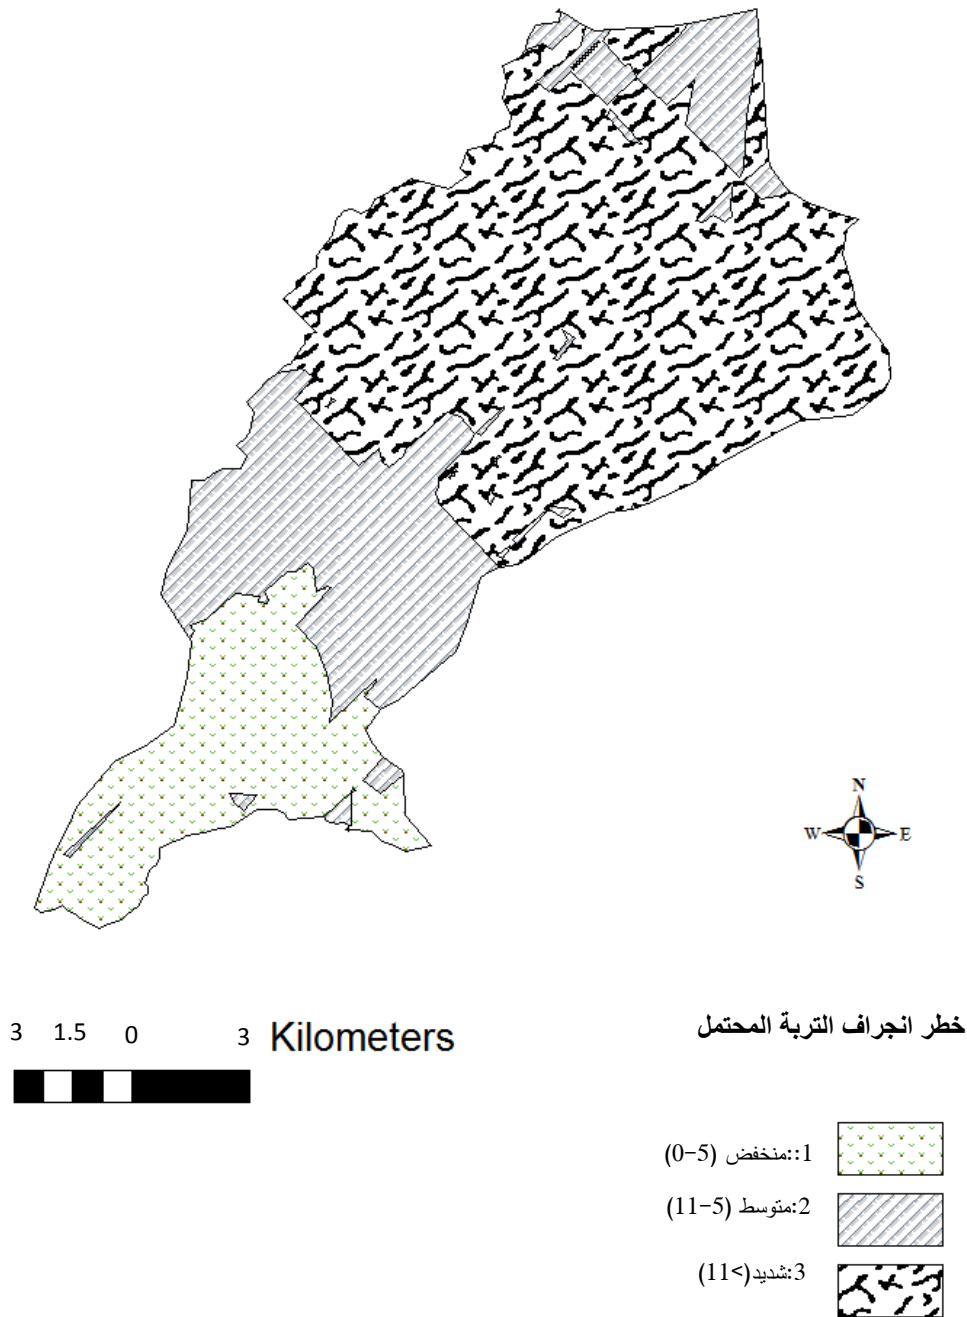 N
W E
S
3 1.5 0 3 Kilometers
خطر انجراف التربة المحتمل
1::منخفض (0-5)
2:متوسط (5-11)
3:شديد(>11)